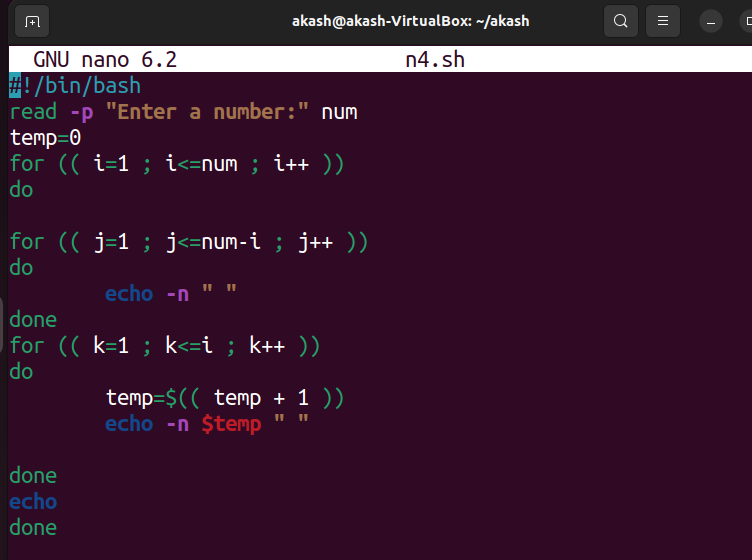 akash@akash-VirtualBox: ~/akash
GNU nano 6.2 n4.sh
#!/bin/bash
read -p "Enter a number:" num
temp=0
for (( i=1 ; i<=num ; i++ ))
do
for (( j=1 ; j<=num-i ; j++ ))
do
echo -n " "
done
for (( k=1 ; k<=i ; k++ ))
do
temp=$(( temp + 1 ))
echo -n $temp " "
done
echo
done